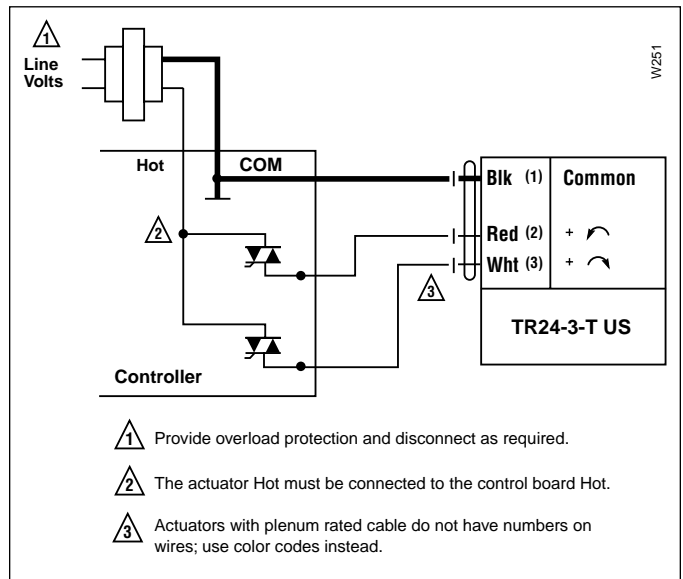 1
Line
Volts
W251
Hot COM
Blk (1) Common
2
Red (2) +
Wht (3) +
3
TR24-3-T US
Controller
1 Provide overload protection and disconnect as required.
2 The actuator Hot must be connected to the control board Hot.
3 Actuators with plenum rated cable do not have numbers on
wires; use color codes instead.